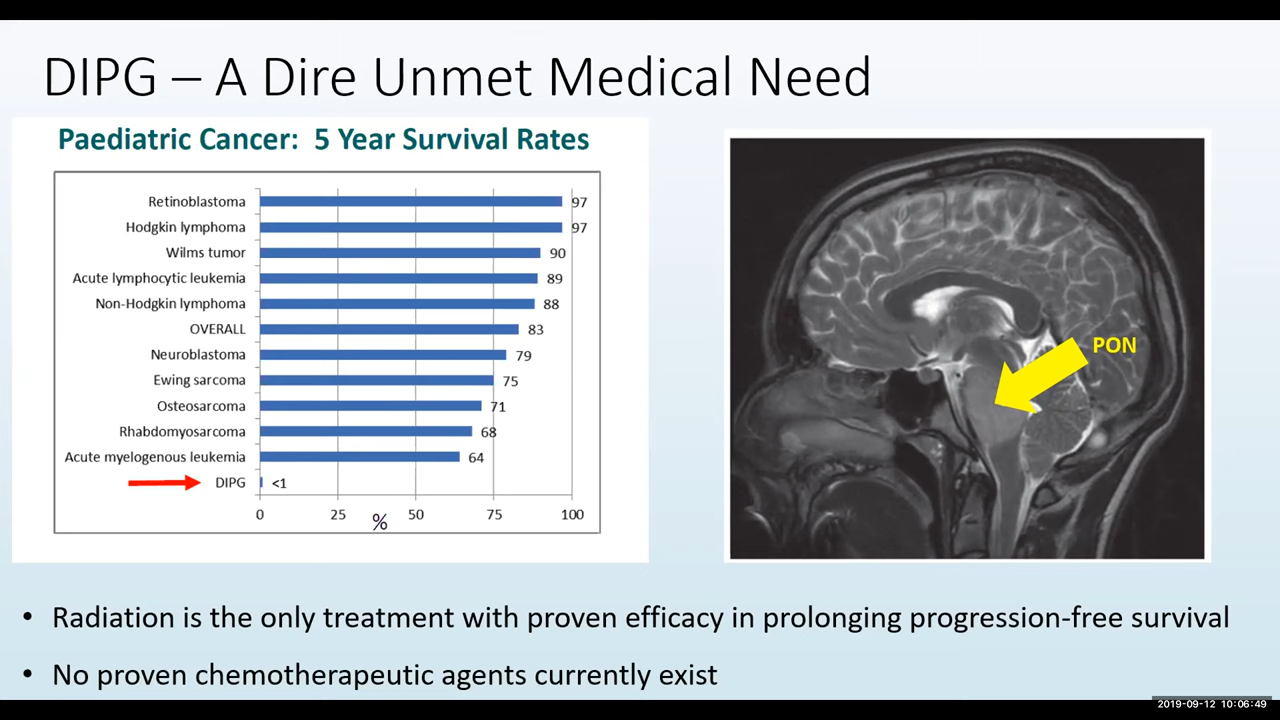 DIPG – A Dire Unmet Medical Need
Paediatric Cancer: 5 Year Survival Rates
Retinoblastoma 97
Hodgkin lymphoma 97
Wilms tumor 90
Acute lymphocytic leukemia 89
Non-Hodgkin lymphoma 88
OVERALL 83
Neuroblastoma 79
Ewing sarcoma 75
Osteosarcoma 71
Rhabdomyosarcoma 68
Acute myelogenous leukemia 64
DIPG <1
0 25 50 75 100
%
PON
• Radiation is the only treatment with proven efficacy in prolonging progression-free survival
• No proven chemotherapeutic agents currently exist
2019-09-12 10:06:49